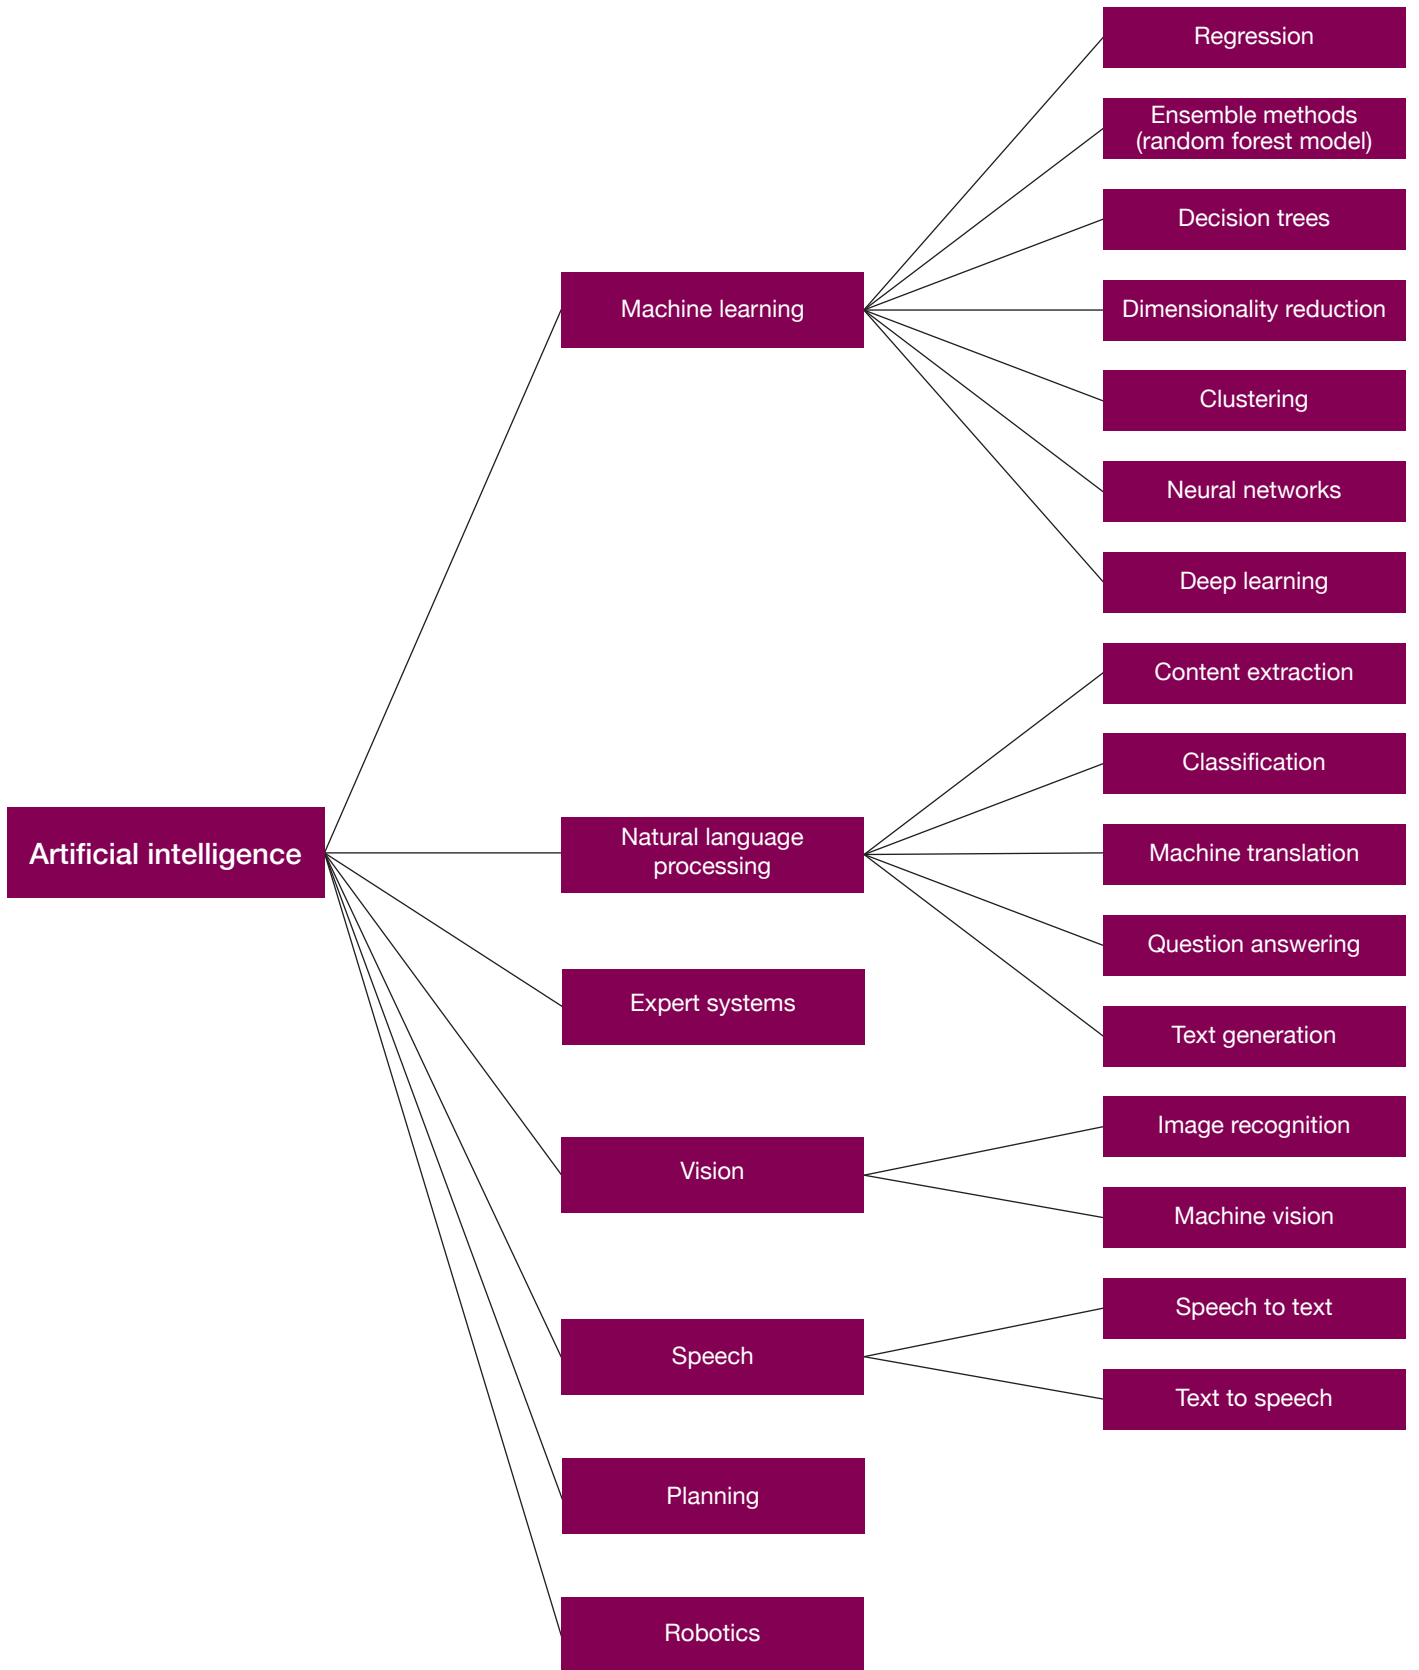 Artificial intelligence
Machine learning
Regression
Ensemble methods
(random forest model)
Decision trees
Dimensionality reduction
Clustering
Neural networks
Deep learning
Natural language
processing
Content extraction
Classification
Machine translation
Question answering
Text generation
Expert systems
Vision
Image recognition
Machine vision
Speech
Speech to text
Text to speech
Planning
Robotics